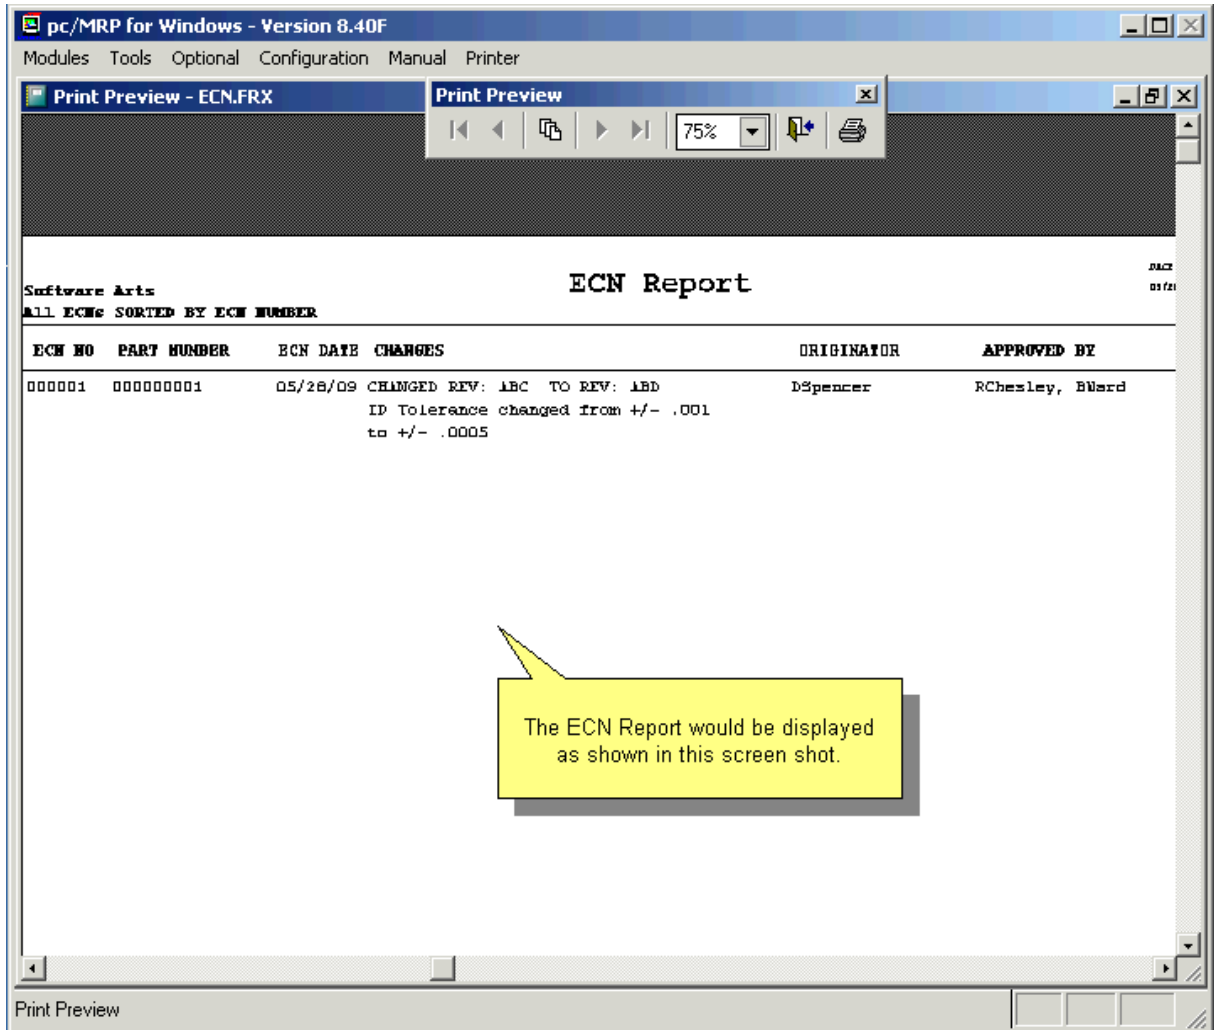 pc/MRP for Windows - Version 8.40F
Modules Tools Optional Configuration Manual Printer
Print Preview - ECN.FRX
Print Preview
75%
ECN Report
Software Arts
All ECNs SORTED BY ECN NUMBER
ECN NO PART NUMBER ECN DATE CHANGES ORIGINATOR APPROVED BY
000001 000000001 05/28/09 CHANGED REV: ABC TO REV: ABD DSpencer RChesley, BWard
ID Tolerance changed from +/- .001
to +/- .0005
The ECN Report would be displayed
as shown in this screen shot.
Print Preview